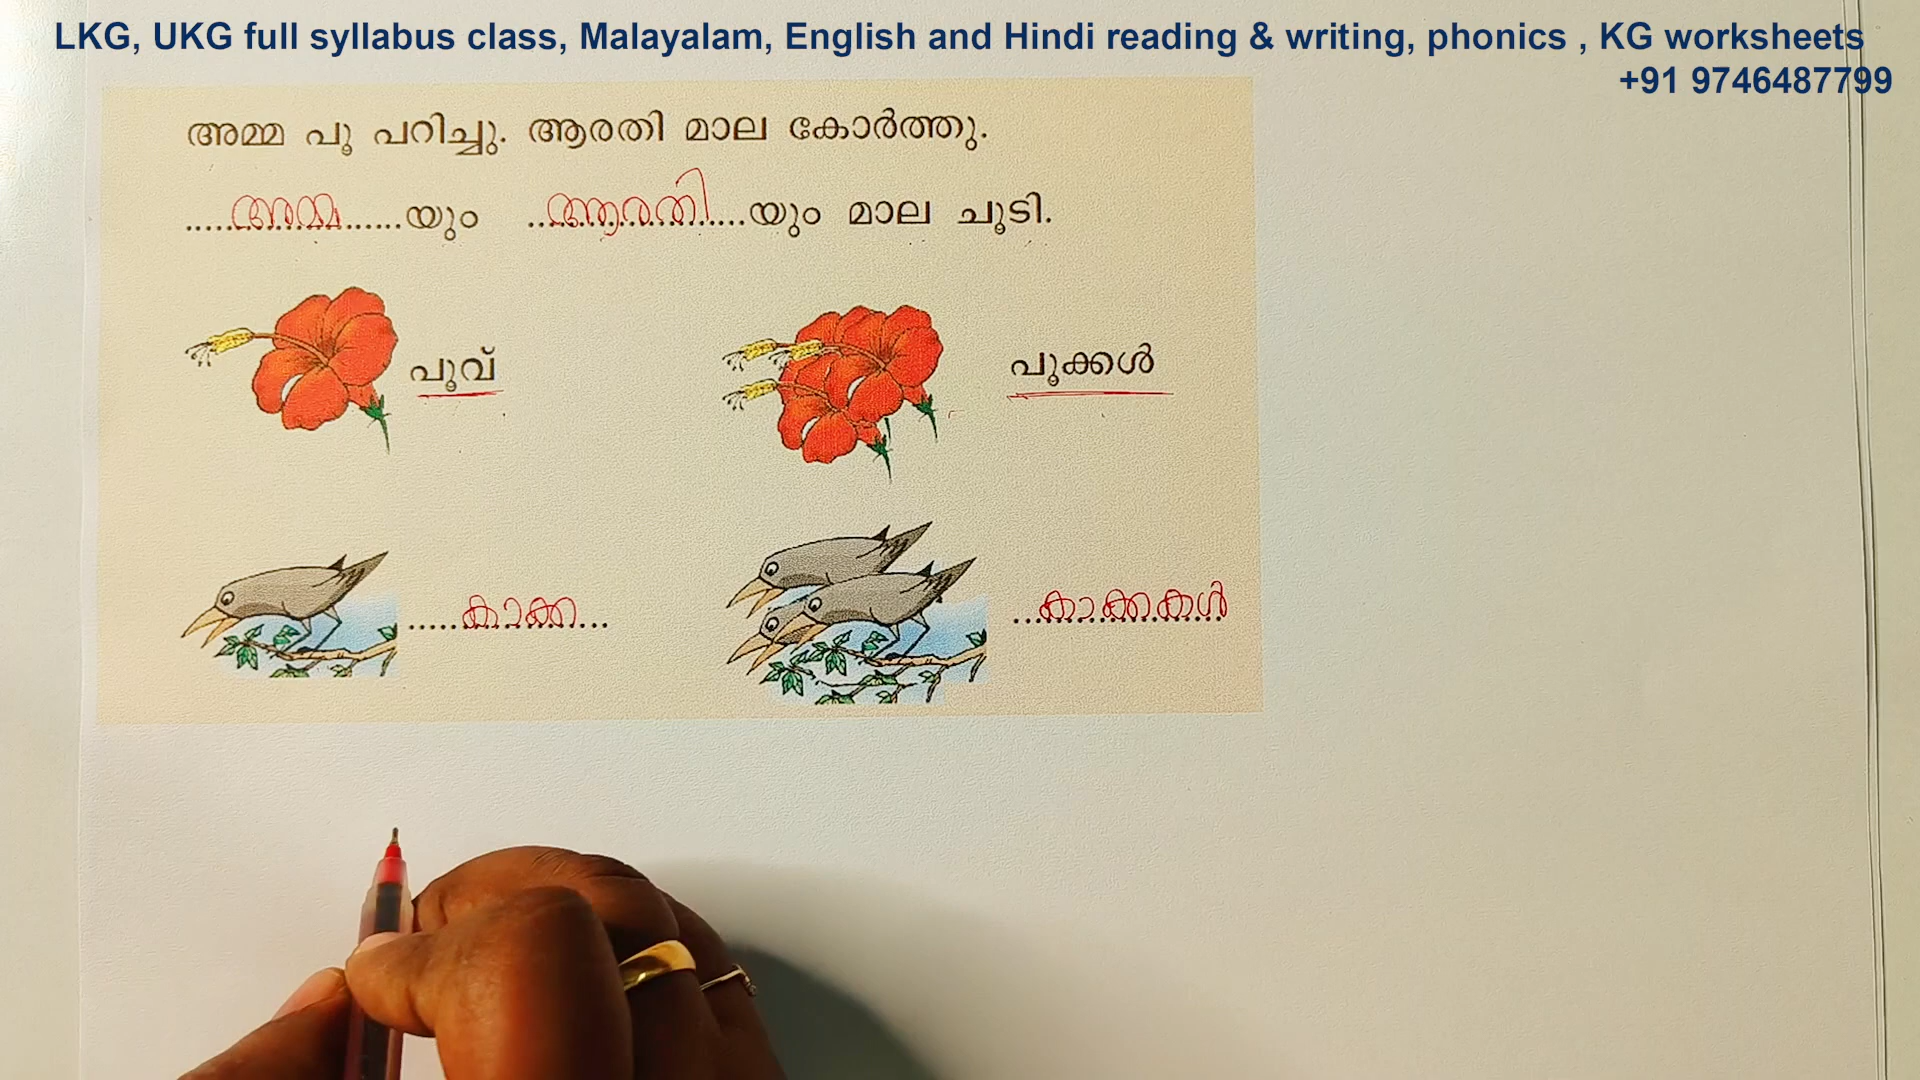 LKG, UKG full syllabus class, Malayalam, English and Hindi reading & writing, phonics , KG worksheets
+91 9746487799
അമ്മ പൂ പറിച്ചു. ആരതി മാല കോർത്തു.
.....അമ്മ......യും ..ആരതി...യും മാല ചൂടി.
പൂവ് പൂക്കൾ
.....കാക്ക... ..കാക്കകൾ